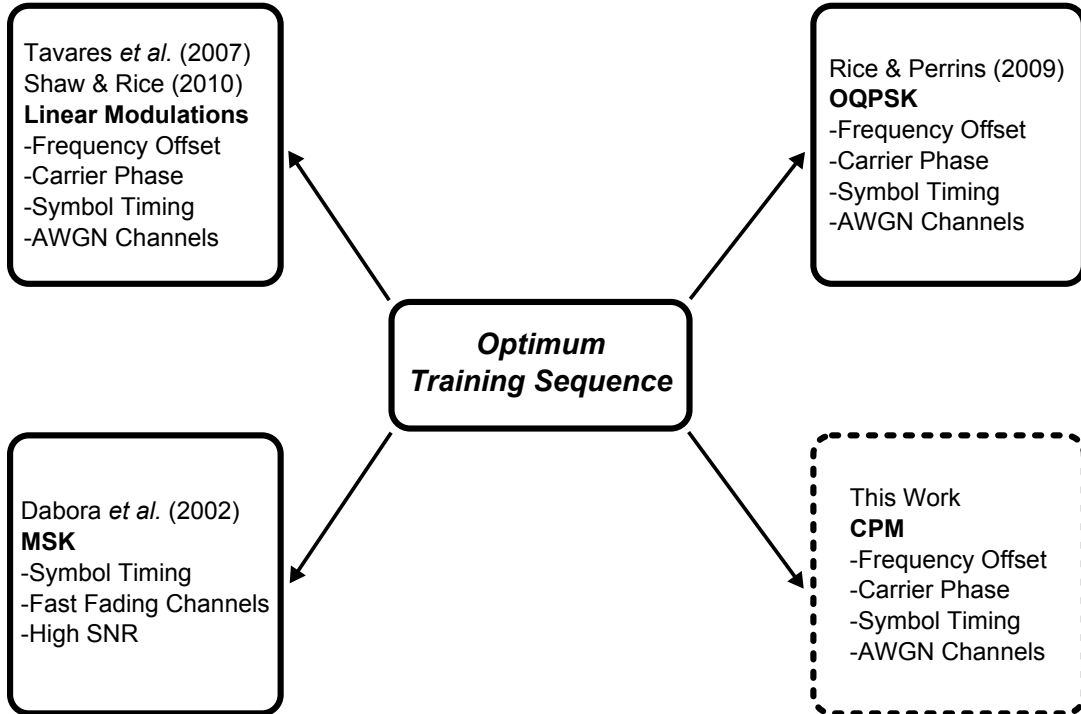 Tavares et al. (2007)
Shaw & Rice (2010)
Linear Modulations
-Frequency Offset
-Carrier Phase
-Symbol Timing
-AWGN Channels
Rice & Perrins (2009)
OQPSK
-Frequency Offset
-Carrier Phase
-Symbol Timing
-AWGN Channels
Optimum
Training Sequence
Dabora et al. (2002)
MSK
-Symbol Timing
-Fast Fading Channels
-High SNR
This Work
CPM
-Frequency Offset
-Carrier Phase
-Symbol Timing
-AWGN Channels